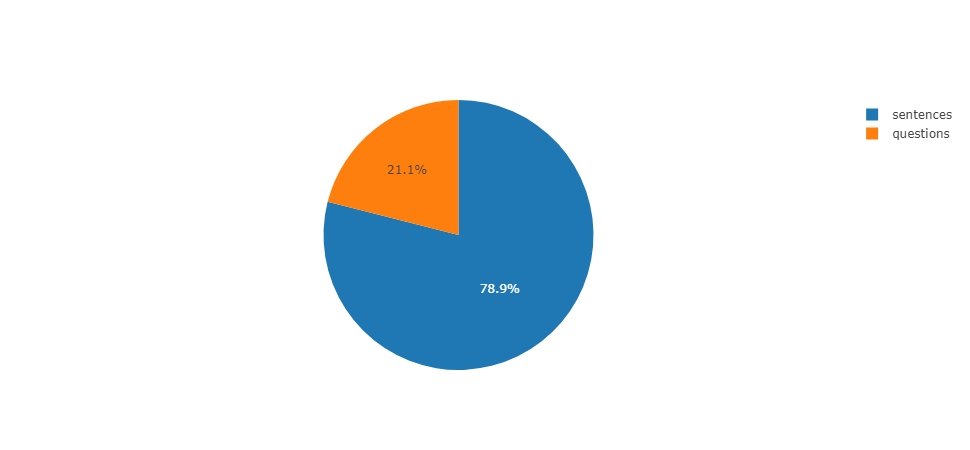 sentences
questions
21.1%
78.9%